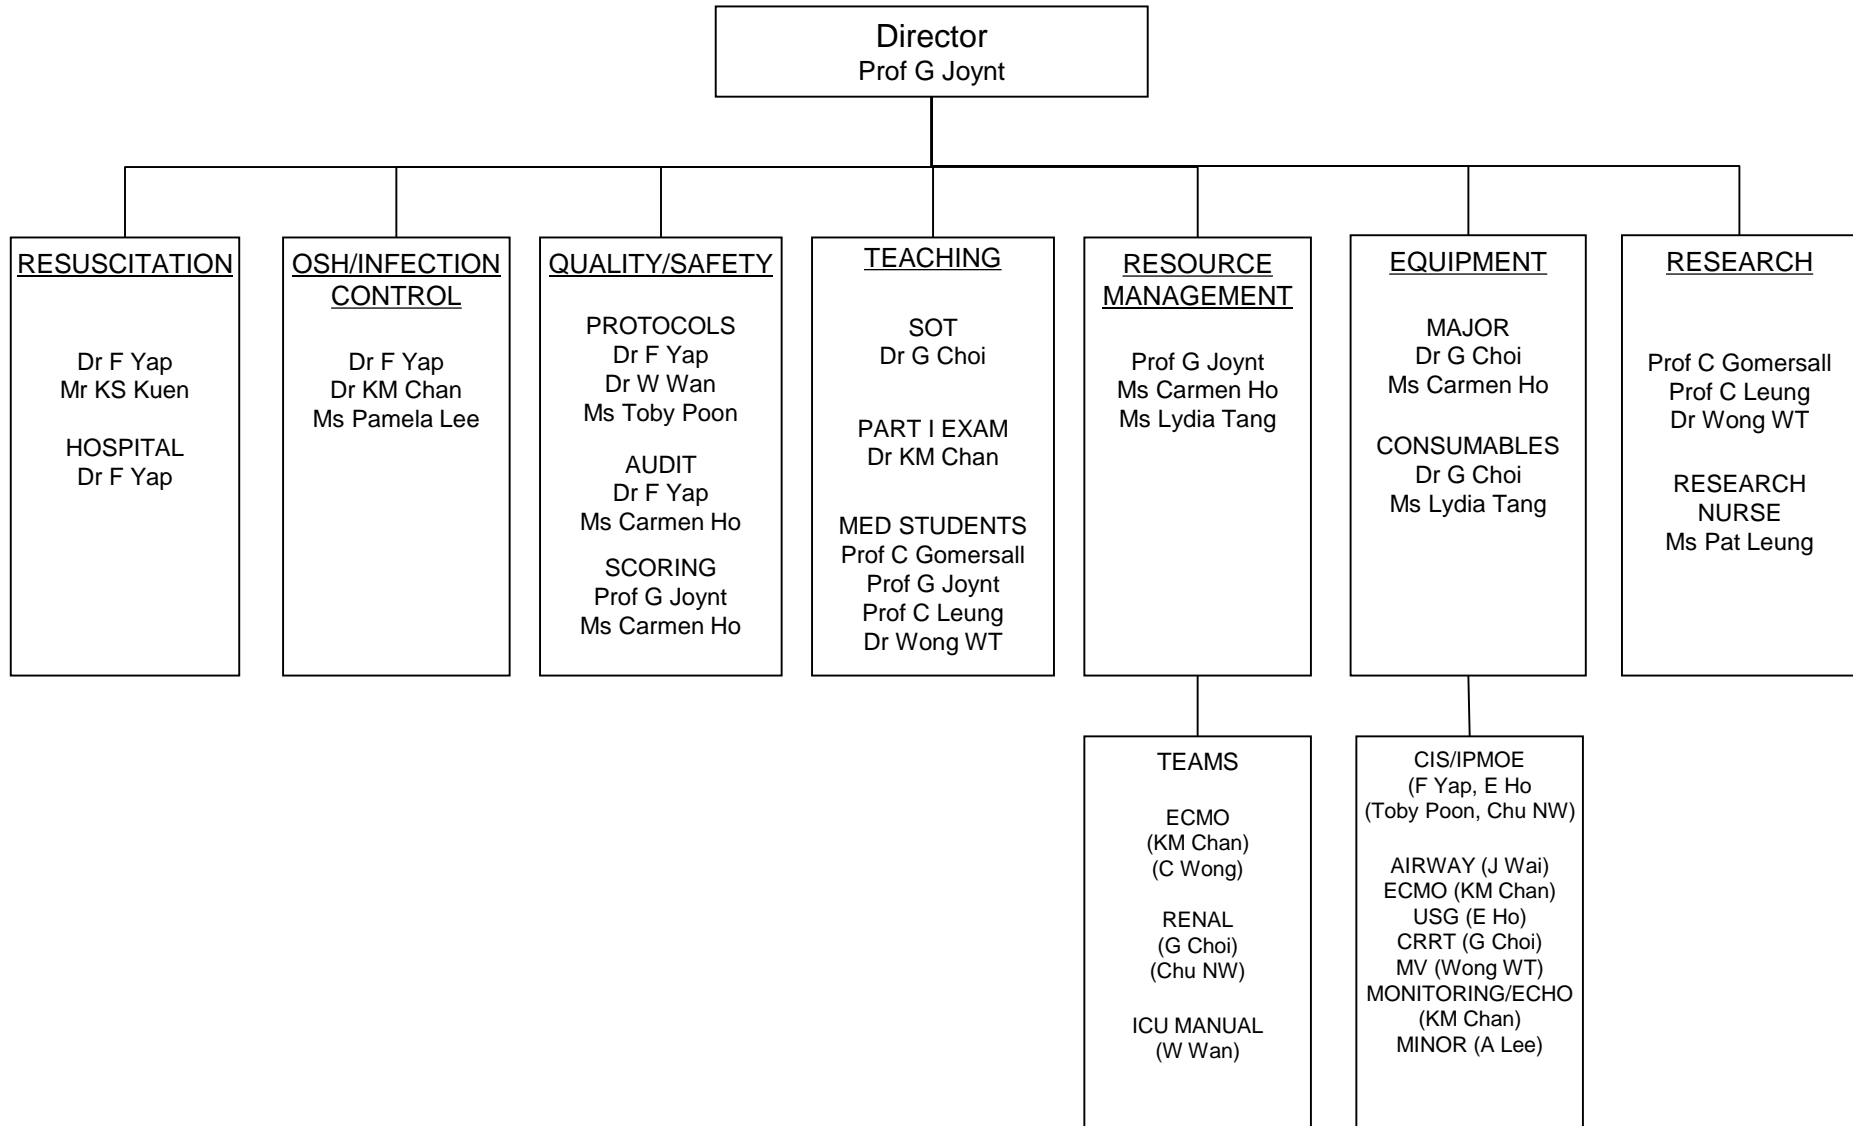 Director
Prof G Joynt
RESUSCITATION
Dr F Yap
Mr KS Kuen
HOSPITAL
Dr F Yap
OSH/INFECTION
CONTROL
Dr F Yap
Dr KM Chan
Ms Pamela Lee
QUALITY/SAFETY
PROTOCOLS
Dr F Yap
Dr W Wan
Ms Toby Poon
AUDIT
Dr F Yap
Ms Carmen Ho
SCORING
Prof G Joynt
Ms Carmen Ho
TEACHING
SOT
Dr G Choi
PART I EXAM
Dr KM Chan
MED STUDENTS
Prof C Gomersall
Prof G Joynt
Prof C Leung
Dr Wong WT
RESOURCE
MANAGEMENT
Prof G Joynt
Ms Carmen Ho
Ms Lydia Tang
EQUIPMENT
MAJOR
Dr G Choi
Ms Carmen Ho
CONSUMABLES
Dr G Choi
Ms Lydia Tang
RESEARCH
Prof C Gomersall
Prof C Leung
Dr Wong WT
RESEARCH
NURSE
Ms Pat Leung
TEAMS
ECMO
(KM Chan)
(C Wong)
RENAL
(G Choi)
(Chu NW)
ICU MANUAL
(W Wan)
CIS/IPMOE
(F Yap, E Ho
(Toby Poon, Chu NW)
AIRWAY (J Wai)
ECMO (KM Chan)
USG (E Ho)
CRRT (G Choi)
MV (Wong WT)
MONITORING/ECHO
(KM Chan)
MINOR (A Lee)